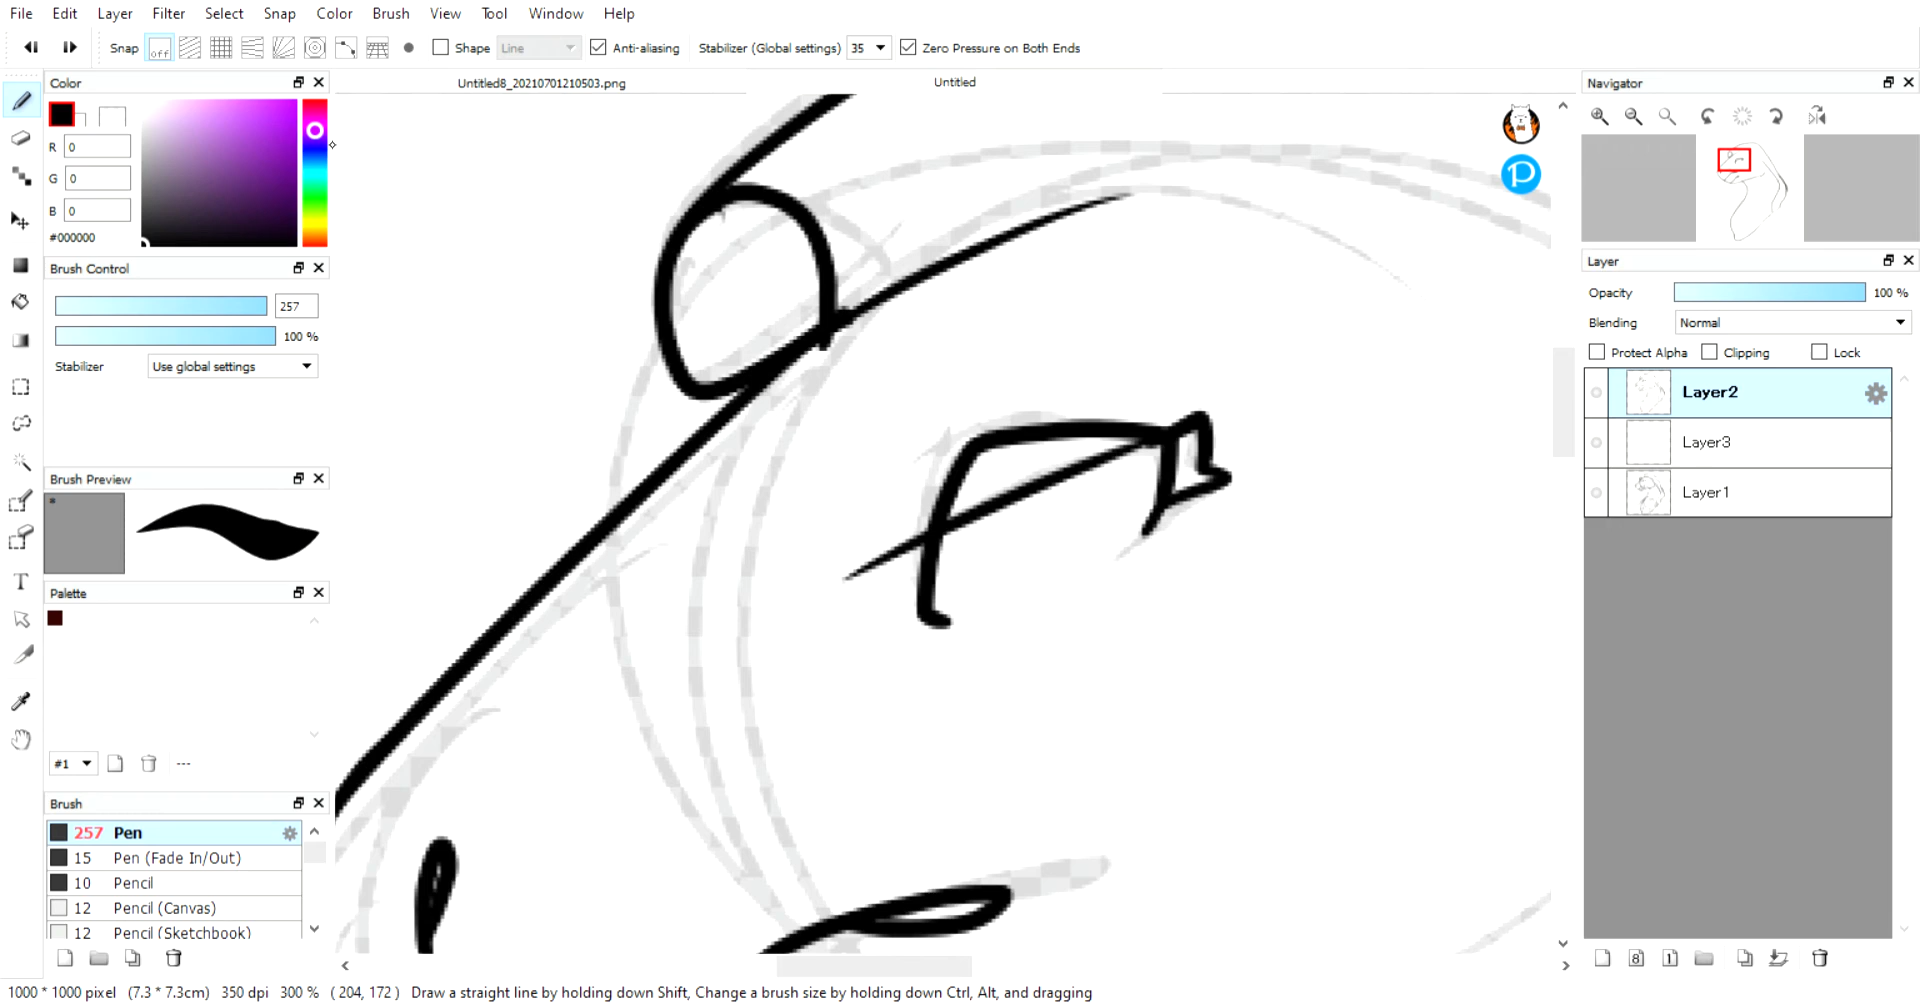 File Edit Layer Filter Select Snap Color Brush View Tool Window Help
Snap off Shape Line Anti-aliasing Stabilizer (Global settings) 35 Zero Pressure on Both Ends
Color
Untitled8_20210701210503.png
Untitled
Navigator
R 0
G 0
B 0
#000000
Brush Control
257
100 %
Stabilizer Use global settings
Layer
Opacity 100 %
Blending Normal
Protect Alpha Clipping Lock
Layer2
Layer3
Layer1
Brush Preview
*
Palette
#1 ---
Brush
257 Pen
15 Pen (Fade In/Out)
10 Pencil
12 Pencil (Canvas)
12 Pencil (Sketchbook)
8 1
1000 * 1000 pixel (7.3 * 7.3cm) 350 dpi 300 % ( 204, 172 ) Draw a straight line by holding down Shift, Change a brush size by holding down Ctrl, Alt, and dragging